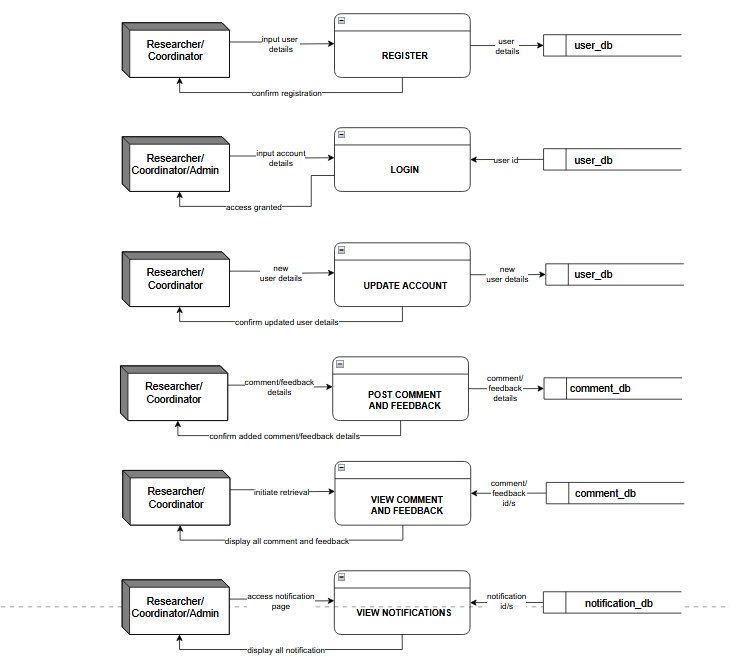 Researcher/
Coordinator
input user
details
REGISTER
user
details
user_db
confirm registration
Researcher/
Coordinator/Admin
input account
details
LOGIN
user id
user_db
access granted
Researcher/
Coordinator
new
user details
UPDATE ACCOUNT
new
user details
user_db
confirm updated user details
Researcher/
Coordinator
comment/feedback
details
POST COMMENT
AND FEEDBACK
comment/
feedback
details
comment_db
confirm added comment/feedback details
Researcher/
Coordinator
initiate retrieval
VIEW COMMENT
AND FEEDBACK
comment/
feedback
id/s
comment_db
display all comment and feedback
Researcher/
Coordinator/Admin
access notification
page
VIEW NOTIFICATIONS
notification
id/s
notification_db
display all notification